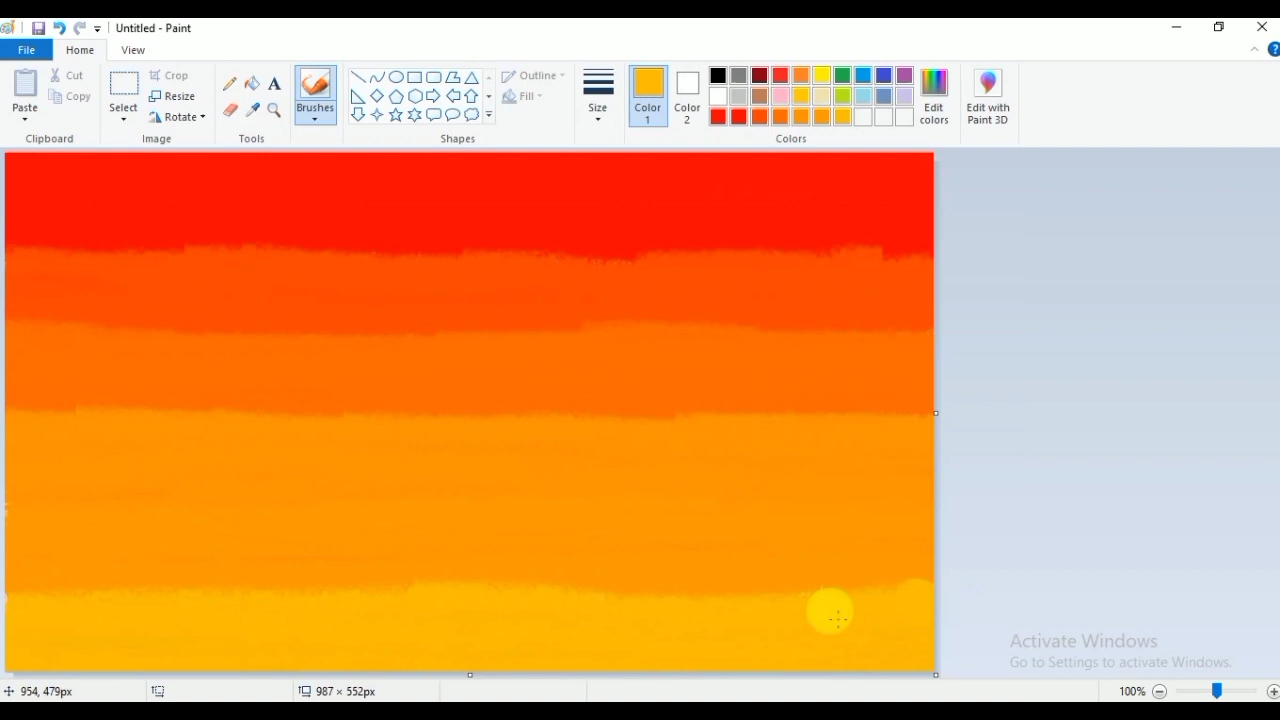 Untitled - Paint
File Home View
Paste
Cut
Copy
Clipboard
Select
Crop
Resize
Rotate
Image
A
Tools
Brushes
Outline
Fill
Shapes
Size
Color 1
Color 2
Edit colors
Colors
Edit with Paint 3D
Activate Windows
Go to Settings to activate Windows.
954, 479px
987 × 552px
100%